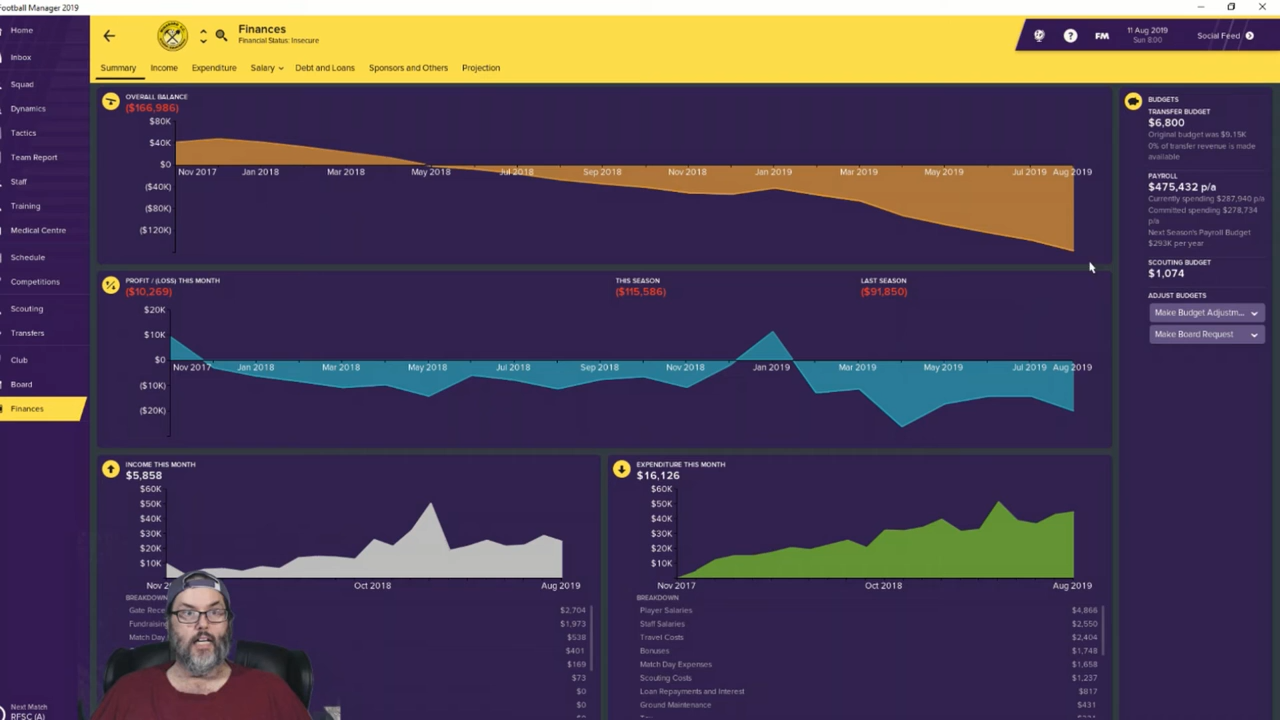 Football Manager 2019
Home
Inbox
Squad
Dynamics
Tactics
Team Report
Staff
Training
Medical Centre
Schedule
Competitions
Scouting
Transfers
Club
Board
Finances
Next Match
RFSC (A)
Finances
Financial Status: Insecure
?
FM
11 Aug 2019
Sun 8:00
Social Feed
Summary
Income
Expenditure
Salary
Debt and Loans
Sponsors and Others
Projection
OVERALL BALANCE
($166,986)
$80K
$40K
$0
($40K)
($80K)
($120K)
Nov 2017 Jan 2018 Mar 2018 May 2018 Jul 2018 Sep 2018 Nov 2018 Jan 2019 Mar 2019 May 2019 Jul 2019 Aug 2019
PROFIT / (LOSS) THIS MONTH
($10,269)
THIS SEASON
($115,586)
LAST SEASON
($91,850)
$20K
$10K
$0
($10K)
($20K)
Nov 2017 Jan 2018 Mar 2018 May 2018 Jul 2018 Sep 2018 Nov 2018 Jan 2019 Mar 2019 May 2019 Jul 2019 Aug 2019
INCOME THIS MONTH
$5,858
$60K
$50K
$40K
$30K
$20K
$10K
Oct 2018 Aug 2019
BREAKDOWN
Gate Rece
$2,704
Fundraisin
$1,973
Match Day
$538
$401
$169
$73
$0
$0
EXPENDITURE THIS MONTH
$16,126
$60K
$50K
$40K
$30K
$20K
$10K
Nov 2017 Oct 2018 Aug 2019
BREAKDOWN
Player Salaries $4,866
Staff Salaries $2,550
Travel Costs $2,404
Bonuses $1,748
Match Day Expenses $1,658
Scouting Costs $1,237
Loan Repayments and Interest $817
Ground Maintenance $431
BUDGETS
TRANSFER BUDGET
$6,800
Original budget was $9.15K
0% of transfer revenue is made
available
PAYROLL
$475,432 p/a
Currently spending $287,940 p/a
Committed spending $278,734
p/a
Next Season's Payroll Budget
$293K per year
SCOUTING BUDGET
$1,074
ADJUST BUDGETS
Make Budget Adjustm...
Make Board Request